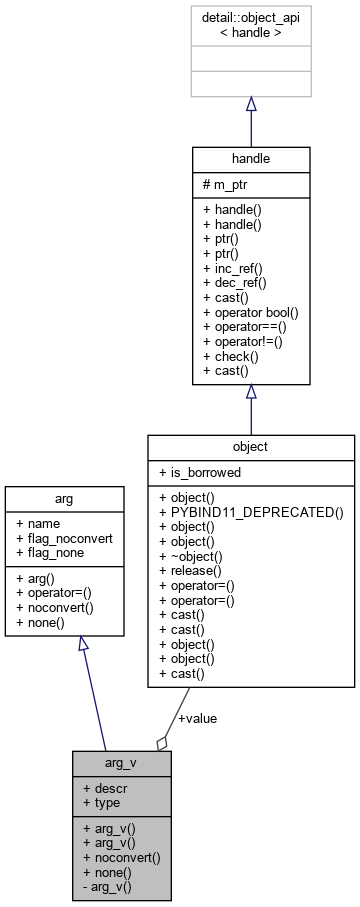 detail::object_api
< handle >
handle
# m_ptr
+ handle()
+ handle()
+ ptr()
+ ptr()
+ inc_ref()
+ dec_ref()
+ cast()
+ operator bool()
+ operator==()
+ operator!=()
+ check()
+ cast()
object
+ is_borrowed
+ object()
+ PYBIND11_DEPRECATED()
+ object()
+ object()
+ ~object()
+ release()
+ operator=()
+ operator=()
+ cast()
+ cast()
+ object()
+ object()
+ cast()
arg
+ name
+ flag_noconvert
+ flag_none
+ arg()
+ operator=()
+ noconvert()
+ none()
+value
arg_v
+ descr
+ type
+ arg_v()
+ arg_v()
+ noconvert()
+ none()
- arg_v()